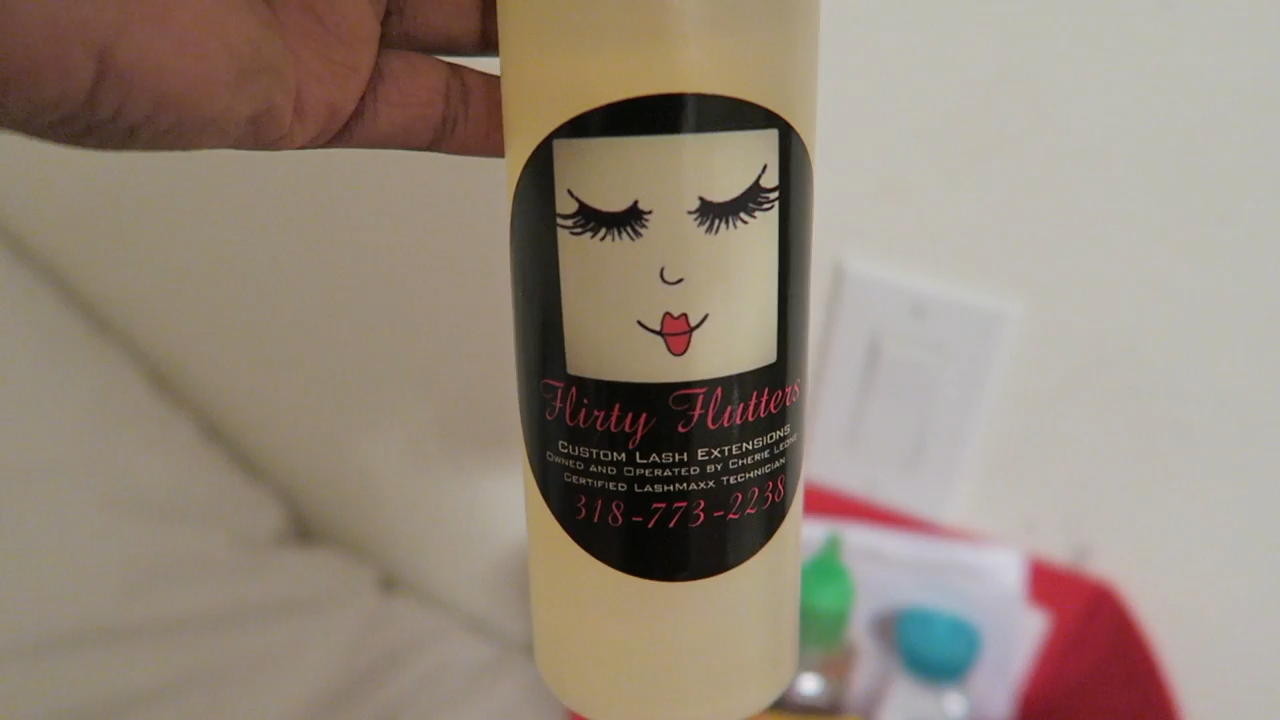 Flirty Flutters
Custom Lash Extensions
Owned and Operated by Cherie Leone
Certified LashMaxx Technician
318-773-2238